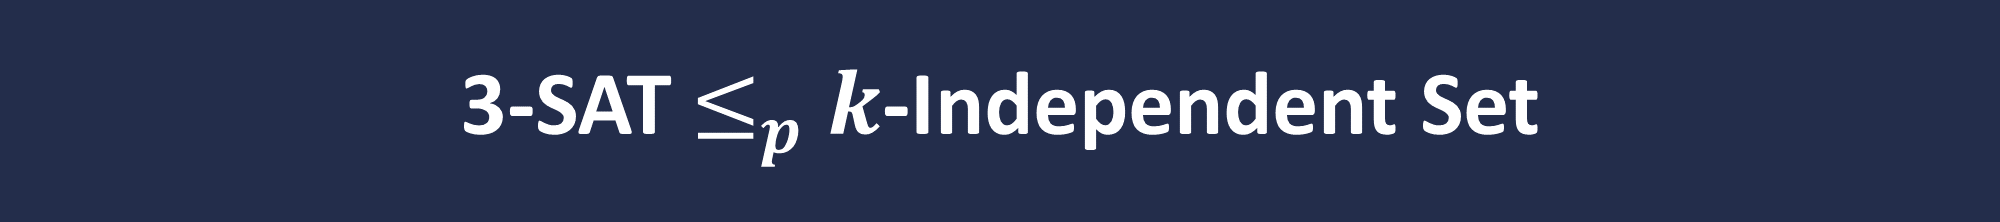 3-SAT ≤ₚ k-Independent Set